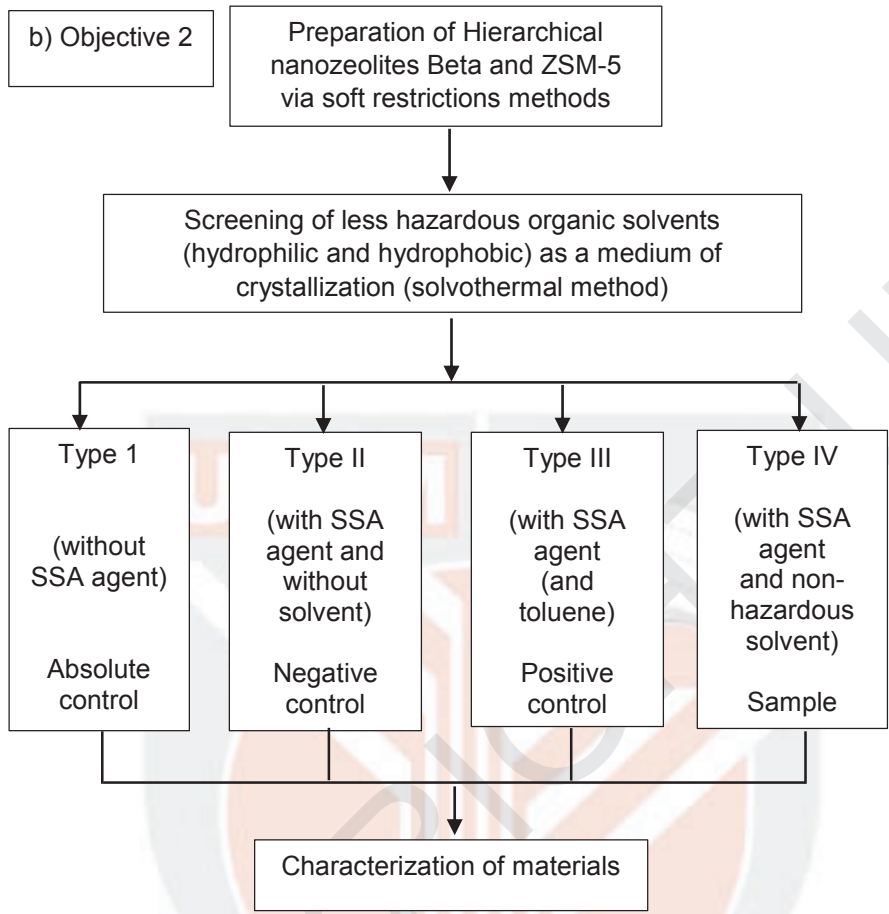 b) Objective 2
Preparation of Hierarchical
nanozeolites Beta and ZSM-5
via soft restrictions methods
Screening of less hazardous organic solvents
(hydrophilic and hydrophobic) as a medium of
crystallization (solvothermal method)
Type 1
(without
SSA agent)
Absolute
control
Type II
(with SSA
agent and
without
solvent)
Negative
control
Type III
(with SSA
agent
(and
toluene)
Positive
control
Type IV
(with SSA
agent
and non-
hazardous
solvent)
Sample
Characterization of materials